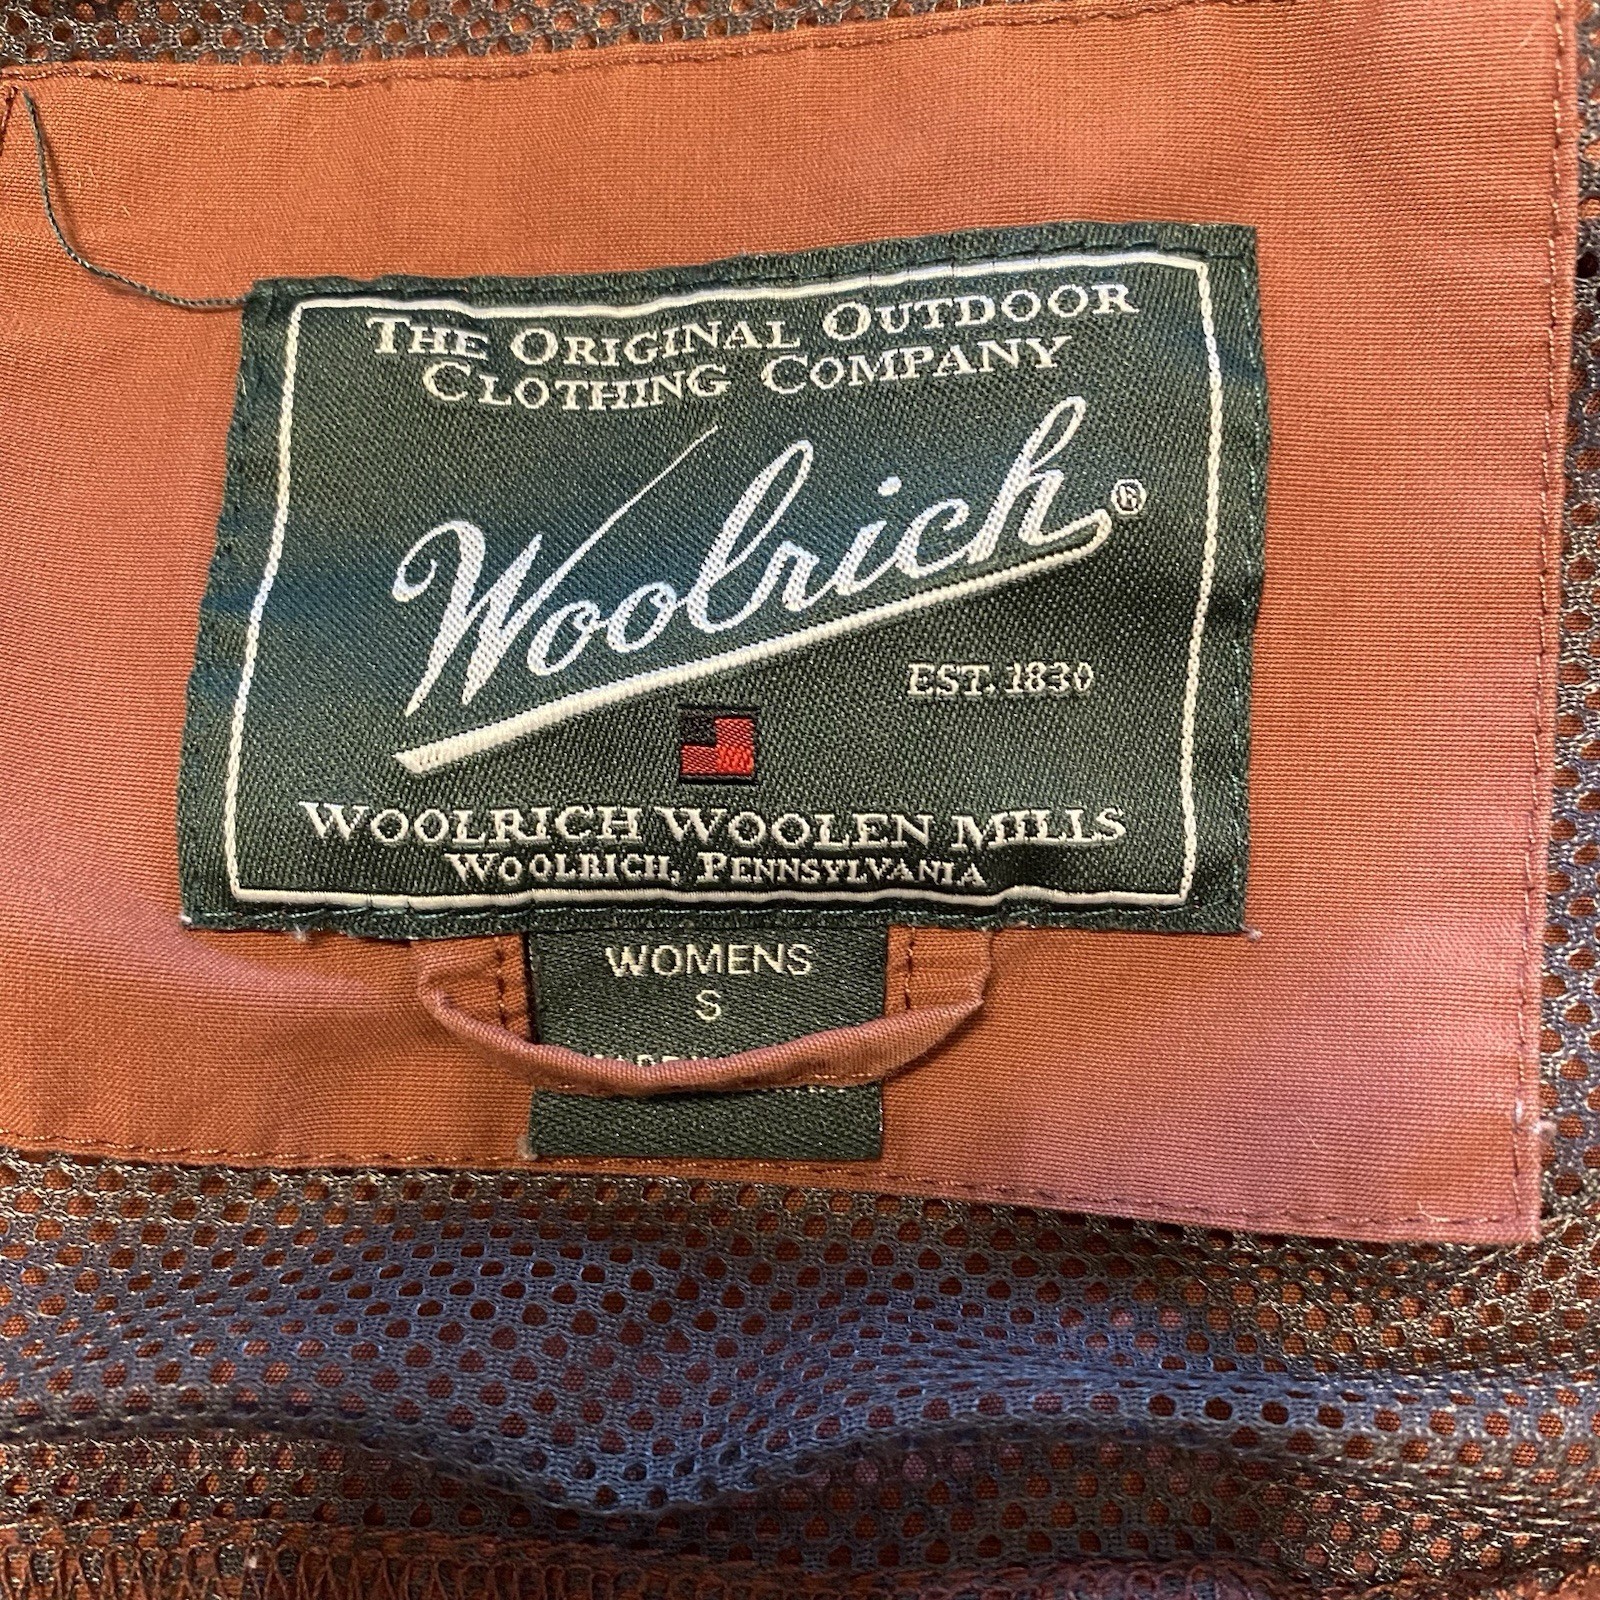 The Original Outdoor
Clothing Company
Woolrich®
EST. 1830
Woolrich Woolen Mills
Woolrich, Pennsylvania
WOMENS
S